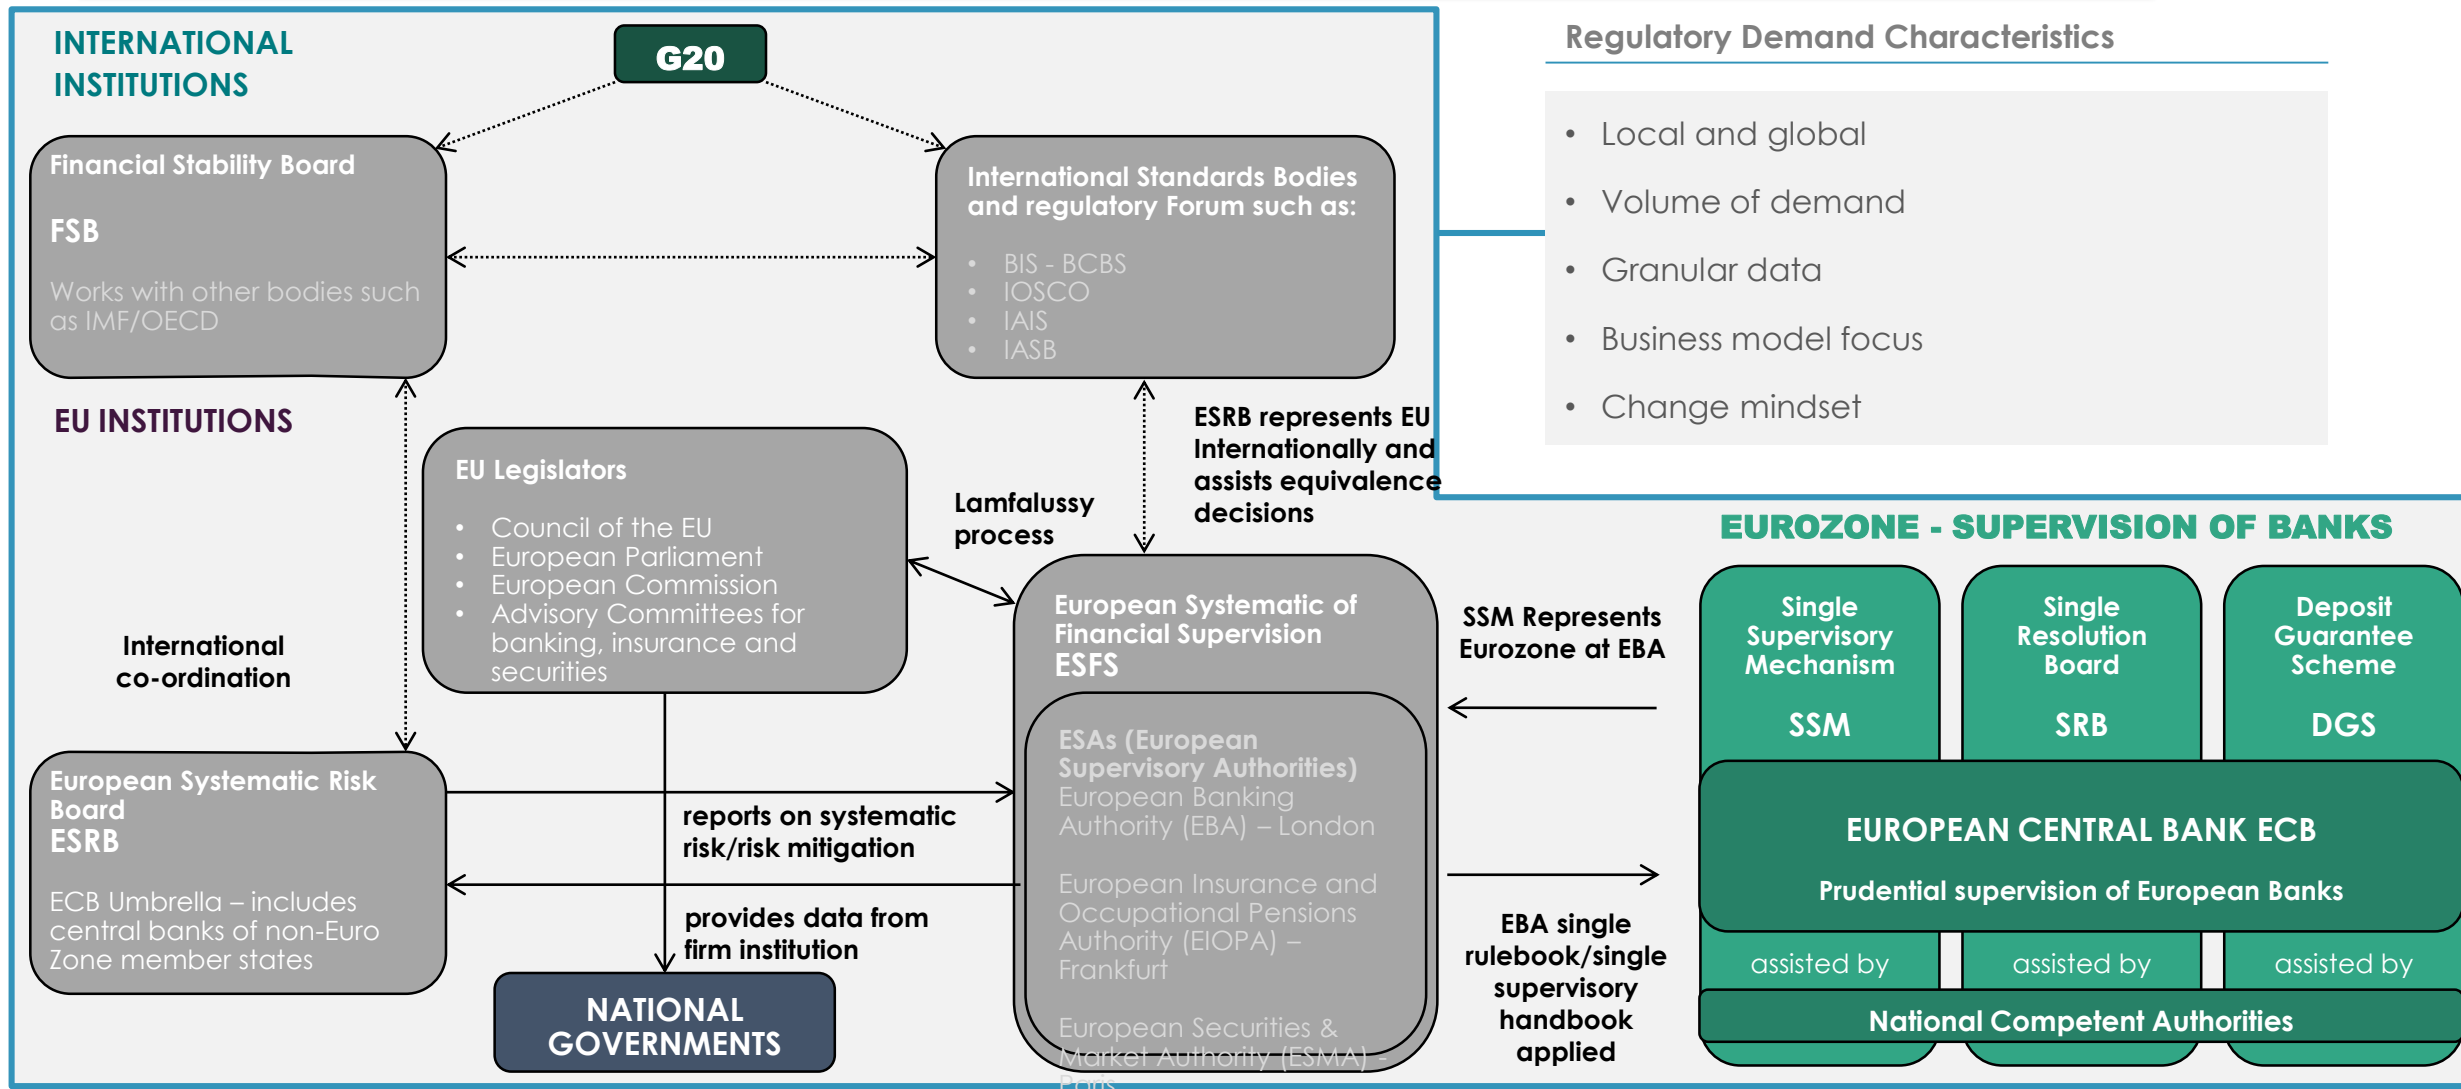 INTERNATIONAL
INSTITUTIONS
G20
Regulatory Demand Characteristics
• Local and global
• Volume of demand
• Granular data
• Business model focus
• Change mindset
Financial Stability Board
FSB
Works with other bodies such
as IMF/OECD
International Standards Bodies
and regulatory Forum such as:
• BIS - BCBS
• IOSCO
• IAIS
• IASB
EU INSTITUTIONS
EU Legislators
• Council of the EU
• European Parliament
• European Commission
• Advisory Committees for
banking, insurance and
securities
Lamfalussy
process
ESRB represents EU
Internationally and
assists equivalence
decisions
International
co-ordination
European Systematic Risk
Board
ESRB
ECB Umbrella – includes
central banks of non-Euro
Zone member states
reports on systematic
risk/risk mitigation
provides data from
firm institution
NATIONAL
GOVERNMENTS
European Systematic of
Financial Supervision
ESFS
ESAs (European
Supervisory Authorities)
European Banking
Authority (EBA) – London
European Insurance and
Occupational Pensions
Authority (EIOPA) –
Frankfurt
European Securities &
Market Authority (ESMA) -
Paris
SSM Represents
Eurozone at EBA
EBA single
rulebook/single
supervisory
handbook
applied
EUROZONE - SUPERVISION OF BANKS
Single
Supervisory
Mechanism
SSM
Single
Resolution
Board
SRB
Deposit
Guarantee
Scheme
DGS
EUROPEAN CENTRAL BANK ECB
Prudential supervision of European Banks
assisted by
assisted by
assisted by
National Competent Authorities